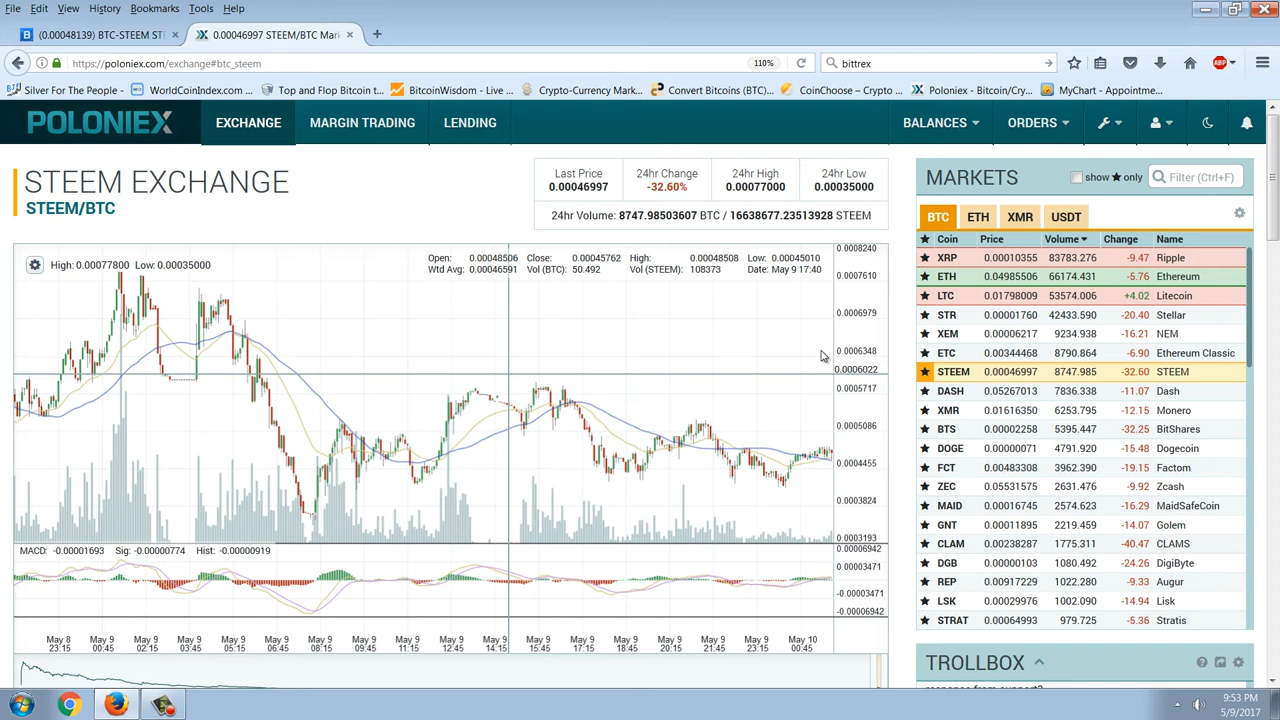 File Edit View History Bookmarks Tools Help
(0.00048139) BTC-STEEM ST
0.00046997 STEEM/BTC Mar
https://poloniex.com/exchange#btc_steem
110%
bittrex
ABP
Silver For The People -
WorldCoinIndex.com ...
Top and Flop Bitcoin t...
BitcoinWisdom - Live ...
Crypto-Currency Mark...
Convert Bitcoins (BTC)...
CoinChoose – Crypto ...
Poloniex - Bitcoin/Cry...
MyChart - Appointme...
POLONIEX EXCHANGE MARGIN TRADING LENDING BALANCES ORDERS
STEEM EXCHANGE
STEEM/BTC
Last Price
0.00046997
24hr Change
-32.60%
24hr High
0.00077000
24hr Low
0.00035000
24hr Volume: 8747.98503607 BTC / 16638677.23513928 STEEM
High: 0.00077800 Low: 0.00035000
Open: 0.00048506 Close: 0.00045762 High: 0.00048508 Low: 0.00045010
Wtd Avg: 0.00046591 Vol (BTC): 50.492 Vol (STEEM): 108373 Date: May 9 17:40
0.0008240
0.0007610
0.0006979
0.0006348
0.0006022
0.0005717
0.0005086
0.0004455
0.0003824
0.0003193
MACD: -0.00001693 Sig: -0.00000774 Hist: -0.00000919
0.00006942
0.00003471
-0.00003471
-0.00006942
May 8 May 9 May 9 May 9 May 9 May 9 May 9 May 9 May 9 May 9 May 9 May 9 May 9 May 9 May 9 May 9 May 9 May 10
23:15 00:45 02:15 03:45 05:15 06:45 08:15 09:45 11:15 12:45 14:15 15:45 17:15 18:45 20:15 21:45 23:15 00:45
MARKETS
show only
Filter (Ctrl+F)
BTC ETH XMR USDT
Coin Price Volume Change Name
XRP 0.00010355 83783.276 -9.47 Ripple
ETH 0.04985506 66174.431 -5.76 Ethereum
LTC 0.01798009 53574.006 +4.02 Litecoin
STR 0.00001760 42433.590 -20.40 Stellar
XEM 0.00006217 9234.938 -16.21 NEM
ETC 0.00344468 8790.864 -6.90 Ethereum Classic
STEEM 0.00046997 8747.985 -32.60 STEEM
DASH 0.05267013 7836.338 -11.07 Dash
XMR 0.01616350 6253.795 -12.15 Monero
BTS 0.00002258 5395.447 -32.25 BitShares
DOGE 0.00000071 4791.920 -15.48 Dogecoin
FCT 0.00483308 3962.390 -19.15 Factom
ZEC 0.05531575 2631.476 -9.92 Zcash
MAID 0.00016745 2574.623 -16.29 MaidSafeCoin
GNT 0.00011895 2219.459 -14.07 Golem
CLAM 0.00238287 1775.311 -40.47 CLAMS
DGB 0.00000103 1080.492 -24.26 DigiByte
REP 0.00917229 1022.280 -9.33 Augur
LSK 0.00029976 1002.090 -14.94 Lisk
STRAT 0.00064993 979.725 -5.36 Stratis
TROLLBOX
9:53 PM
5/9/2017